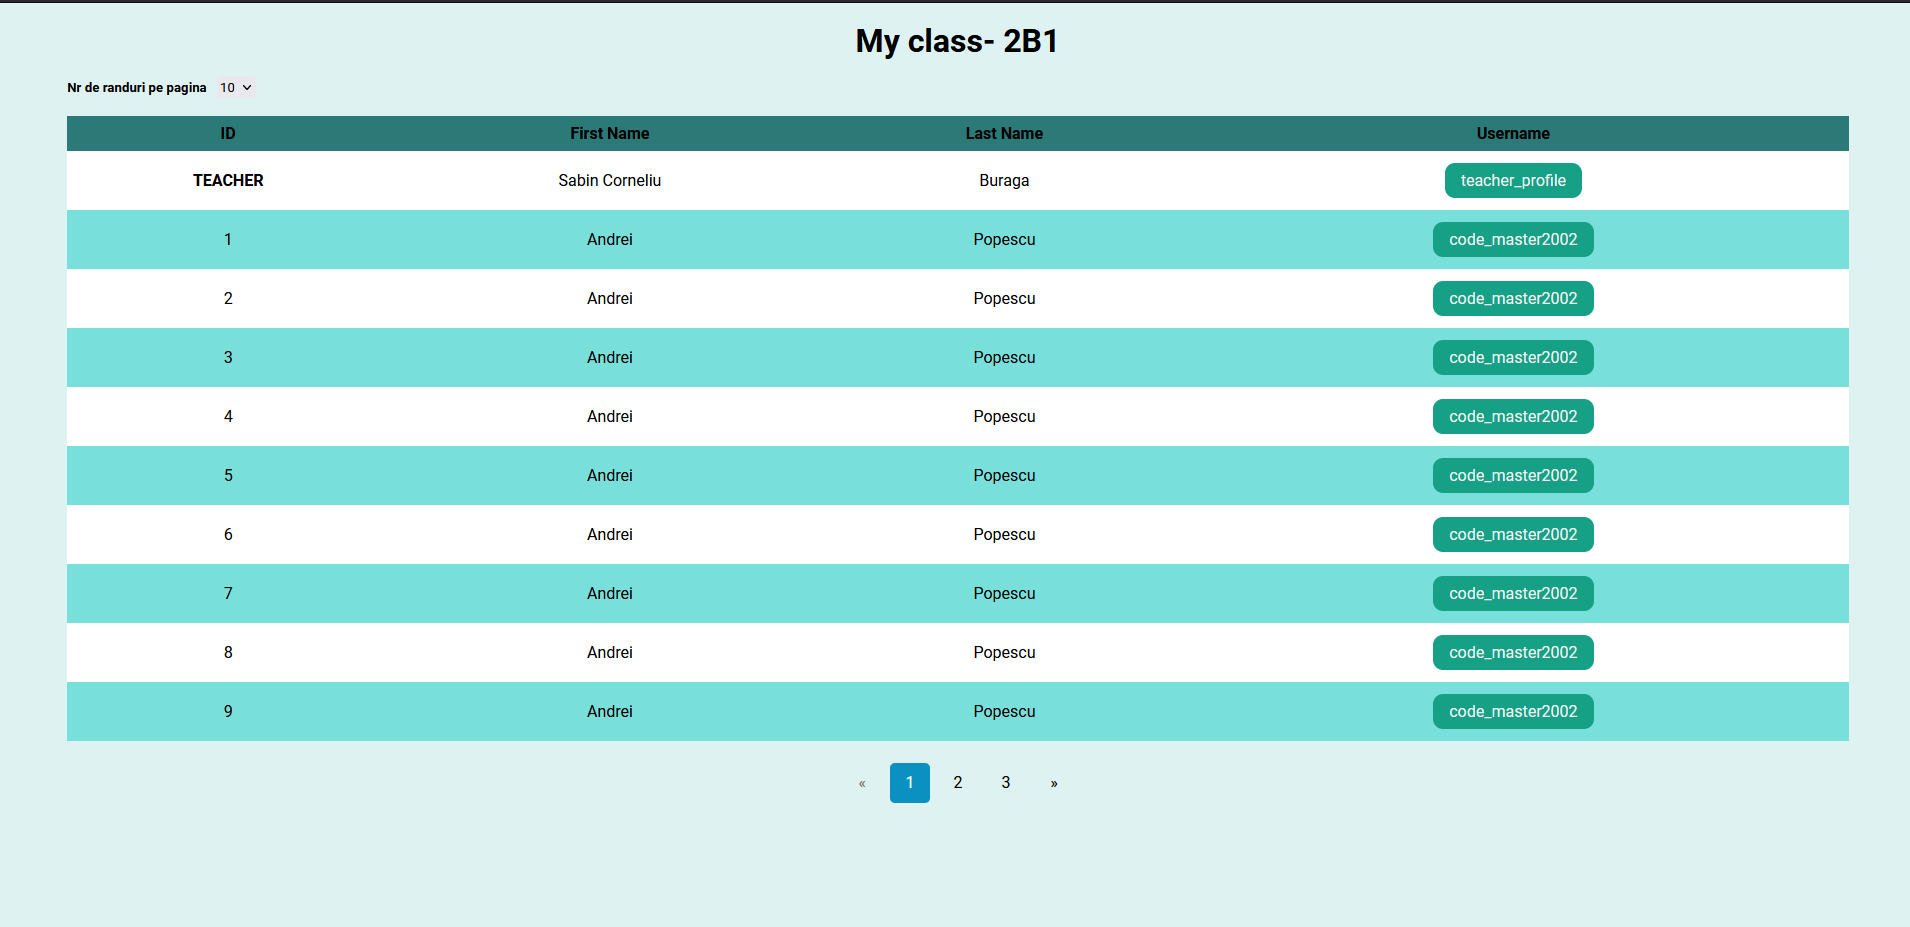 My class- 2B1
Nr de randuri pe pagina 10
ID First Name Last Name Username
TEACHER Sabin Corneliu Buraga teacher_profile
1 Andrei Popescu code_master2002
2 Andrei Popescu code_master2002
3 Andrei Popescu code_master2002
4 Andrei Popescu code_master2002
5 Andrei Popescu code_master2002
6 Andrei Popescu code_master2002
7 Andrei Popescu code_master2002
8 Andrei Popescu code_master2002
9 Andrei Popescu code_master2002
« 1 2 3 »